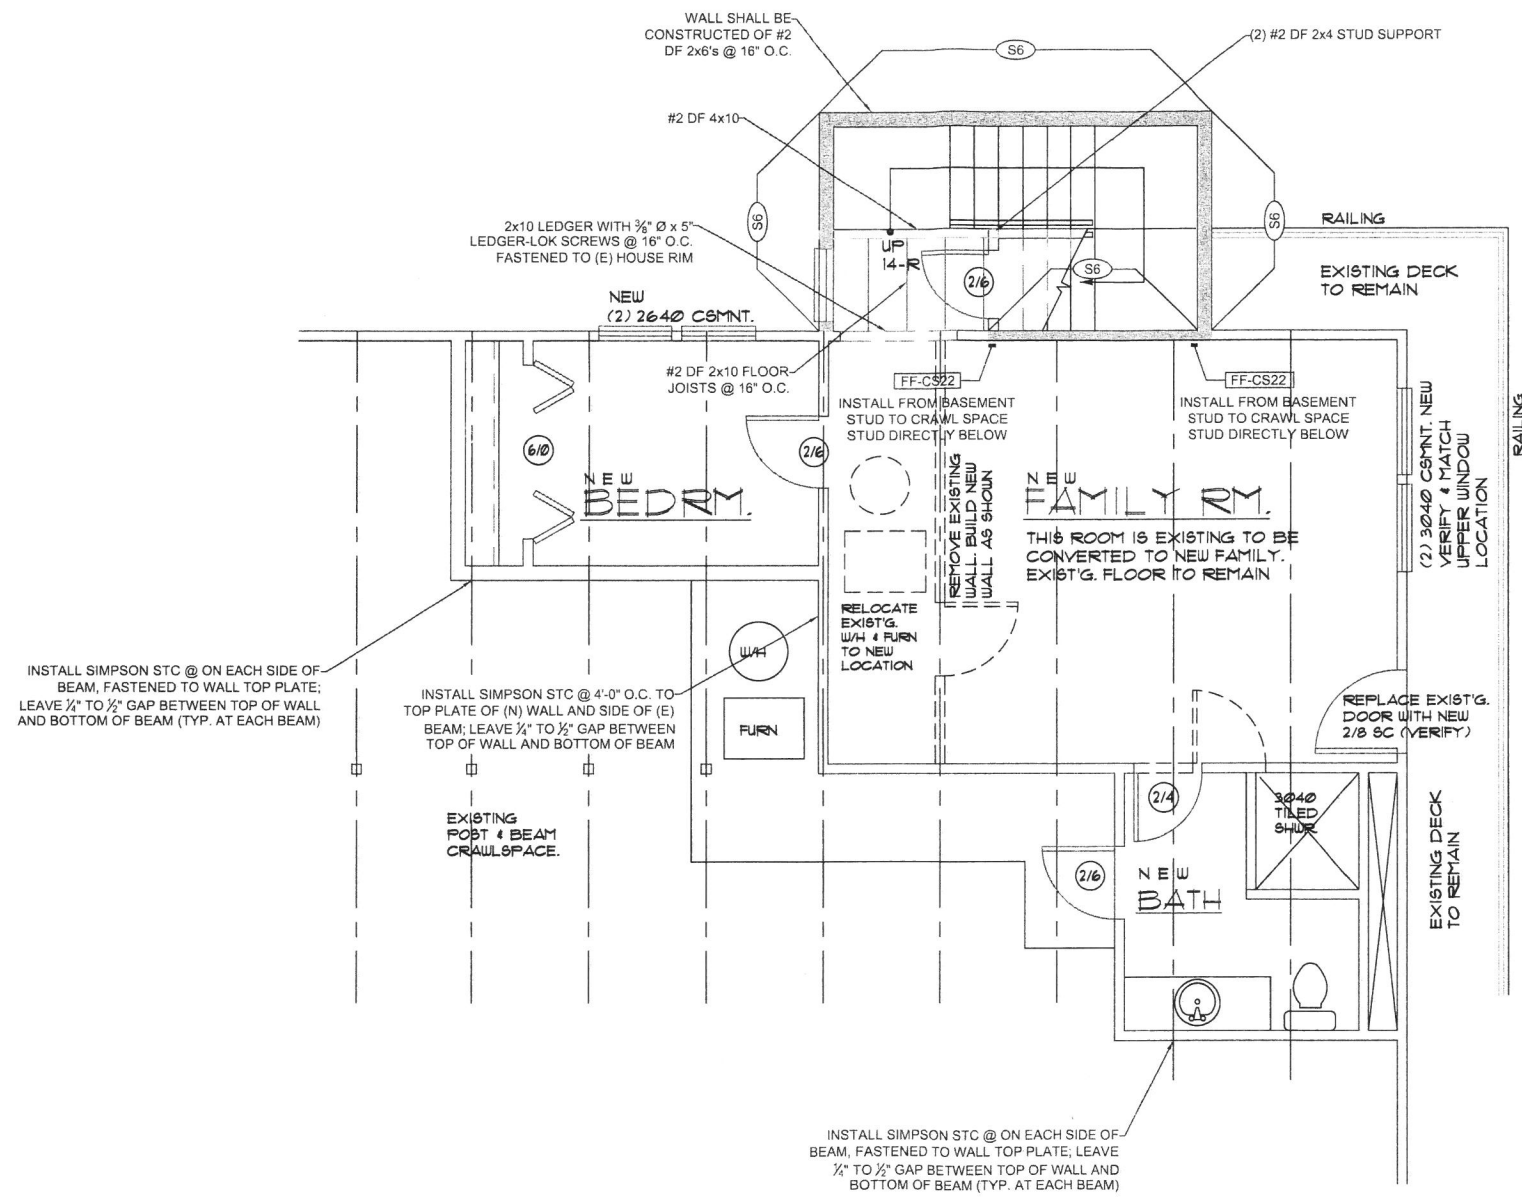 WALL SHALL BE
CONSTRUCTED OF #2
DF 2x6's @ 16" O.C.
S6
(2) #2 DF 2x4 STUD SUPPORT
#2 DF 4x10
S6
S6
RAILING
2x10 LEDGER WITH ⅜" Ø x 5"
LEDGER-LOK SCREWS @ 16" O.C.
FASTENED TO (E) HOUSE RIM
UP
14-R
2/6
S6
EXISTING DECK
TO REMAIN
NEW
(2) 2640 CSMNT.
#2 DF 2x10 FLOOR
JOISTS @ 16" O.C.
FF-CS22
INSTALL FROM BASEMENT
STUD TO CRAWL SPACE
STUD DIRECTLY BELOW
FF-CS22
INSTALL FROM BASEMENT
STUD TO CRAWL SPACE
STUD DIRECTLY BELOW
(2) 3040 CSMNT. NEW
VERIFY & MATCH
UPPER WINDOW
LOCATION
RAILING
6/0
2/6
NEW
BEDRM.
REMOVE EXISTING
WALL. BUILD NEW
WALL AS SHOWN
NEW
FAMILY RM.
THIS ROOM IS EXISTING TO BE
CONVERTED TO NEW FAMILY.
EXIST'G. FLOOR TO REMAIN
RELOCATE
EXIST'G.
W/H & FURN
TO NEW
LOCATION
W/H
FURN
INSTALL SIMPSON STC @ ON EACH SIDE OF
BEAM, FASTENED TO WALL TOP PLATE;
LEAVE ¼" TO ½" GAP BETWEEN TOP OF WALL
AND BOTTOM OF BEAM (TYP. AT EACH BEAM)
INSTALL SIMPSON STC @ 4'-0" O.C. TO
TOP PLATE OF (N) WALL AND SIDE OF (E)
BEAM; LEAVE ¼" TO ½" GAP BETWEEN
TOP OF WALL AND BOTTOM OF BEAM
REPLACE EXIST'G.
DOOR WITH NEW
2/8 SC (VERIFY)
EXISTING
POST & BEAM
CRAWLSPACE.
2/4
3040
TILED
SHWR
2/6
NEW
BATH
EXISTING DECK
TO REMAIN
INSTALL SIMPSON STC @ ON EACH SIDE OF
BEAM, FASTENED TO WALL TOP PLATE; LEAVE
¼" TO ½" GAP BETWEEN TOP OF WALL AND
BOTTOM OF BEAM (TYP. AT EACH BEAM)